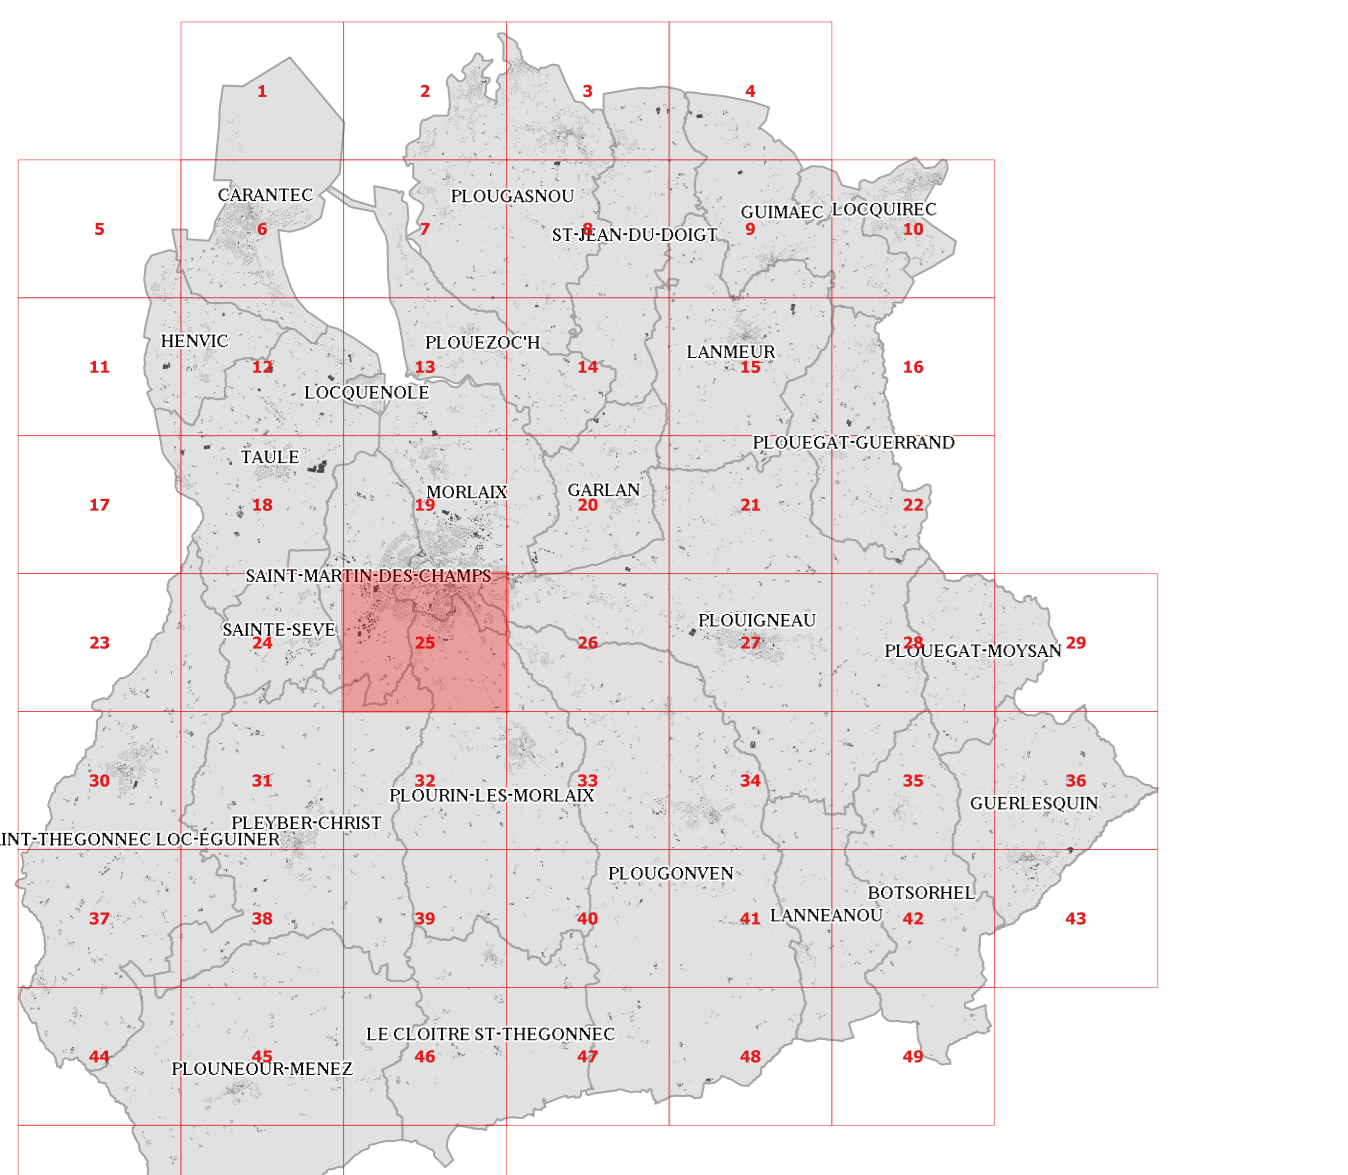 1
2
3
4
CARANTEC
PLOUGASNOU
GUIMAEC
LOCQUIREC
5
6
7
8
ST-JEAN-DU-DOIGT
9
10
HENVIC
PLOUEZOC'H
LANMEUR
11
12
13
14
15
16
LOCQUENOLE
PLOUEGAT-GUERRAND
TAULE
MORLAIX
GARLAN
17
18
19
20
21
22
SAINT-MARTIN-DES-CHAMPS
PLOUIGNEAU
SAINTE-SEVE
23
24
25
26
27
28
29
PLOUEGAT-MOYSAN
30
31
32
33
34
35
36
PLOURIN-LES-MORLAIX
GUERLESQUIN
PLEYBER-CHRIST
INT-THEGONNEC LOC-EGUINER
PLOUGONVEN
BOTSORHEL
LANNEANOU
37
38
39
40
41
42
43
LE CLOITRE ST-THEGONNEC
44
45
46
47
48
49
PLOUNEOUR-MENEZ